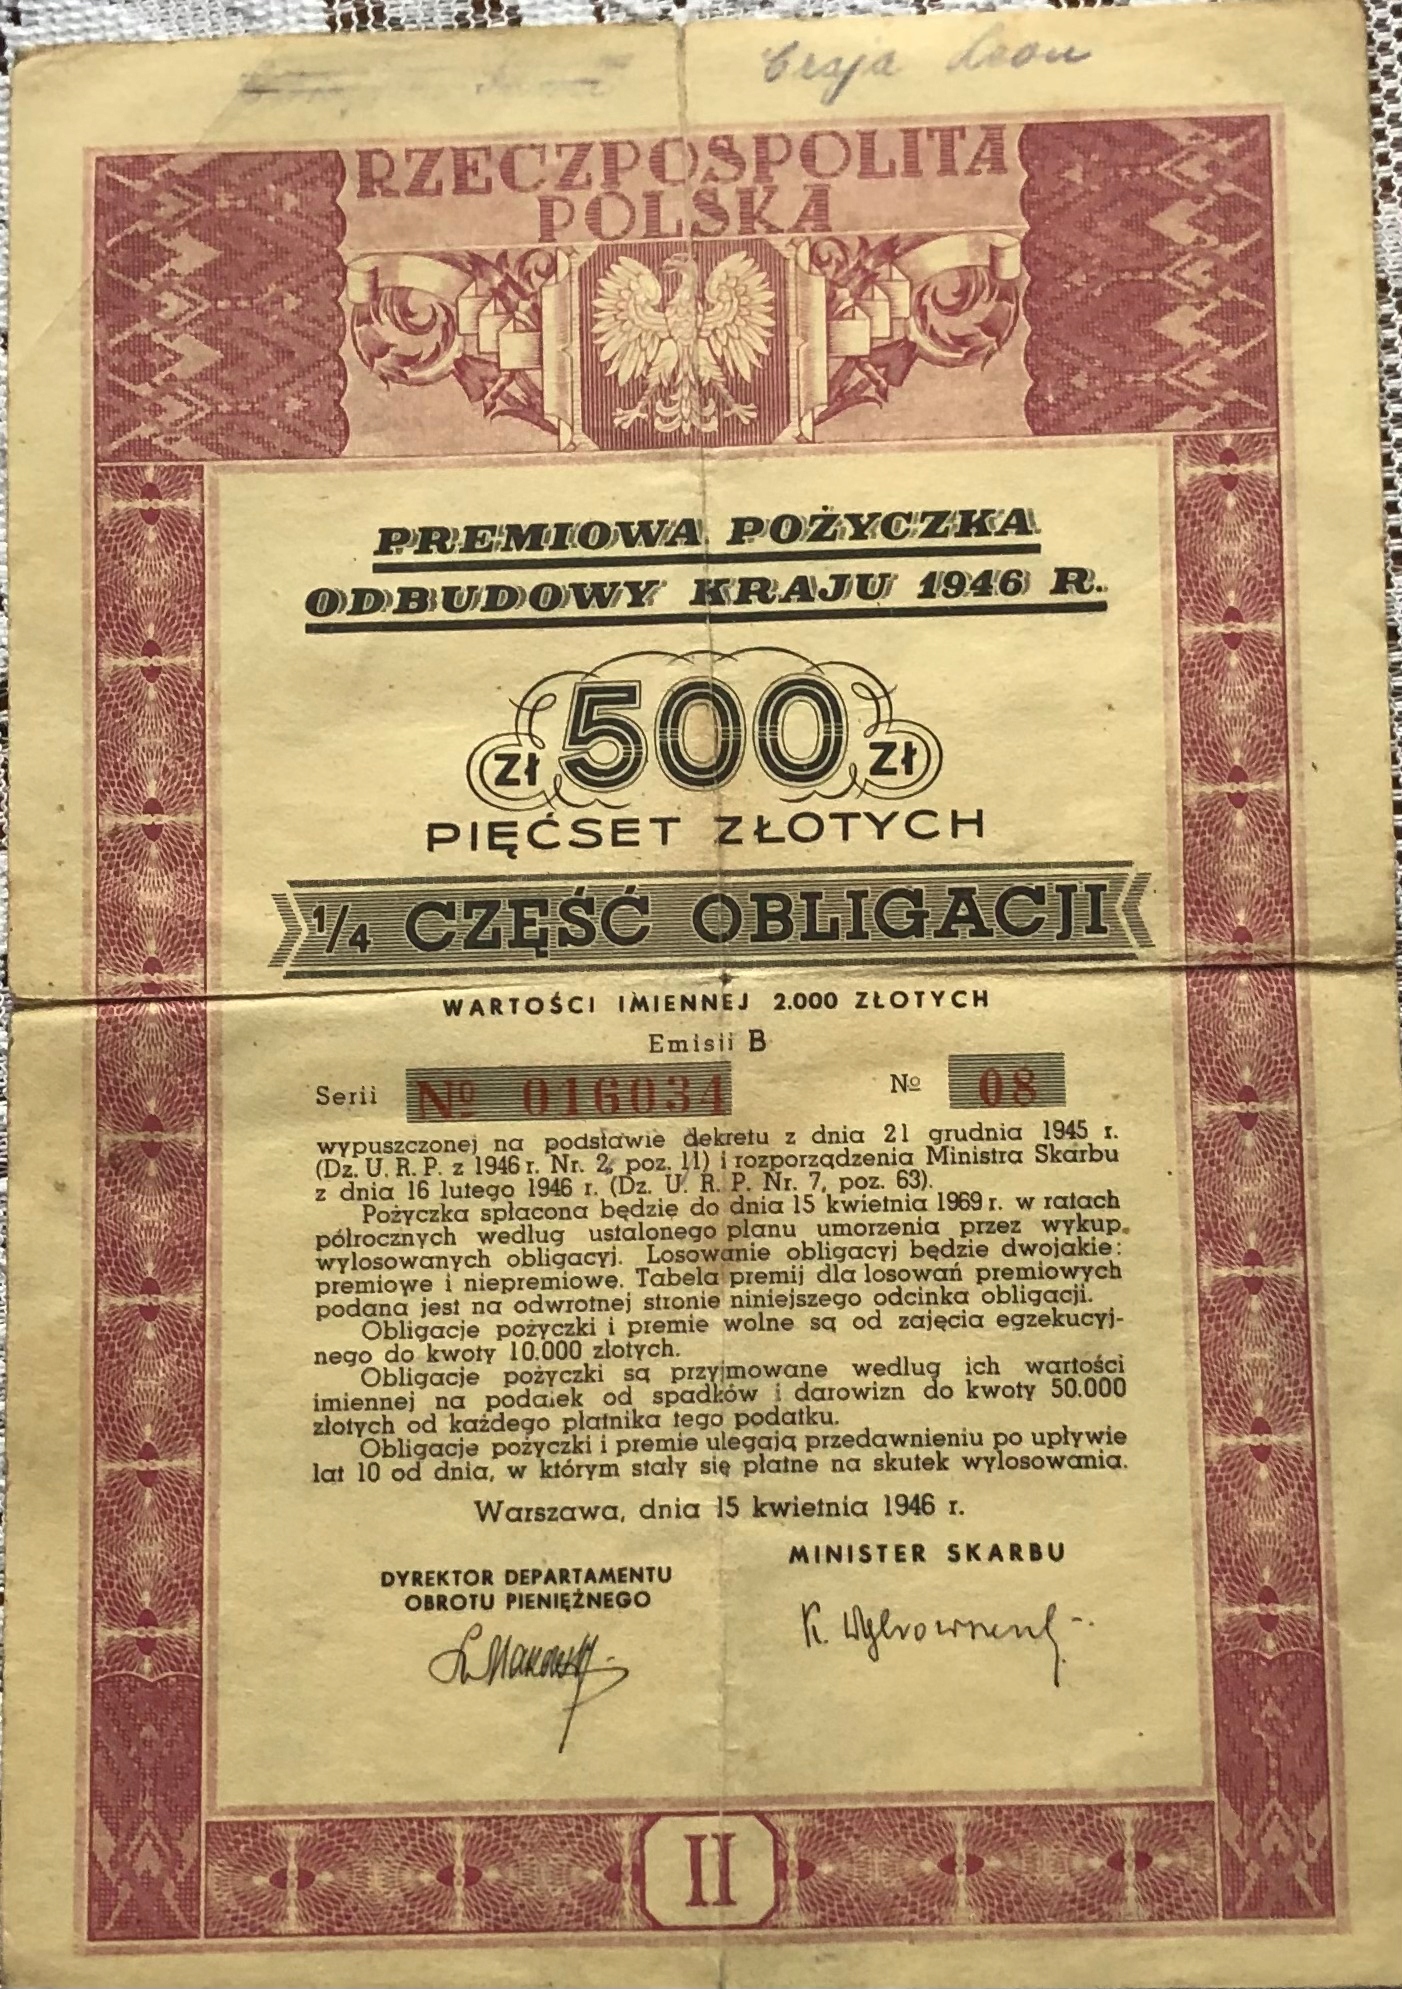 Leon
RZECZPOSPOLITA
POLSKA
PREMIOWA POŻYCZKA
ODBUDOWY KRAJU 1946 R.
zł 500 zł
PIĘĆSET ZŁOTYCH
1/4 CZĘŚĆ OBLIGACJI
WARTOŚCI IMIENNEJ 2.000 ZŁOTYCH
Emisji B
Serii № 016034 № 08
wypuszczonej na podstawie dekretu z dnia 21 grudnia 1945 r.
(Dz. U. R. P. z 1946 r. Nr. 2, poz. 11) i rozporządzenia Ministra Skarbu
z dnia 16 lutego 1946 r. (Dz. U. R. P. Nr. 7, poz. 63).
Pożyczka spłacona będzie do dnia 15 kwietnia 1969 r. w ratach
półrocznych według ustalonego planu umorzenia przez wykup
wylosowanych obligacyj. Losowanie obligacyj będzie dwojakie:
premiowe i niepremiowe. Tabela premij dla losowań premiowych
podana jest na odwrotnej stronie niniejszego odcinka obligacji.
Obligacje pożyczki i premie wolne są od zajęcia egzekucyj-
nego do kwoty 10.000 złotych.
Obligacje pożyczki są przyjmowane według ich wartości
imiennej na podatek od spadków i darowizn do kwoty 50.000
złotych od każdego płatnika tego podatku.
Obligacje pożyczki i premie ulegają przedawnieniu po upływie
lat 10 od dnia, w którym stały się płatne na skutek wylosowania.
Warszawa, dnia 15 kwietnia 1946 r.
MINISTER SKARBU
DYREKTOR DEPARTAMENTU
OBROTU PIENIĘŻNEGO
II